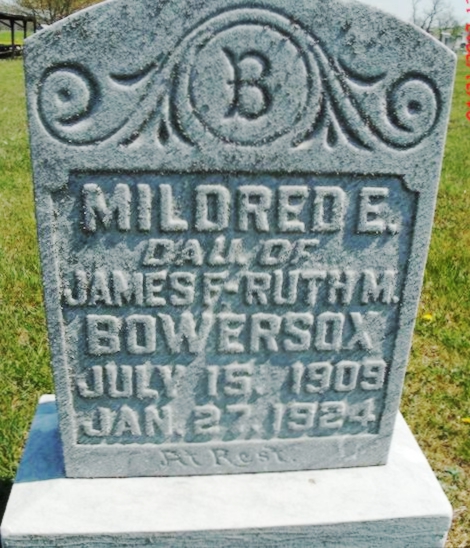 B
MILDRED E.
DAU. OF
JAMES F.-RUTH M.
BOWERSOX
JULY 15. 1909
JAN. 27. 1924
At Rest.